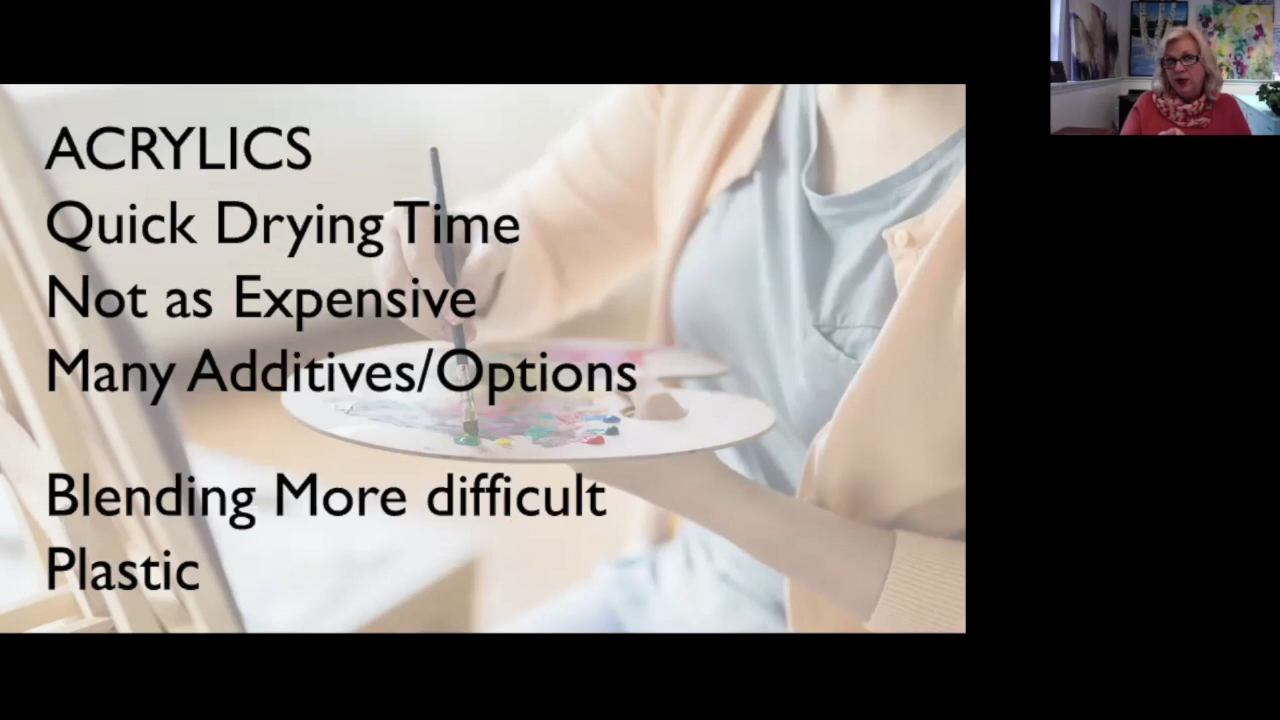 ACRYLICS
Quick Drying Time
Not as Expensive
Many Additives/Options
Blending More difficult
Plastic